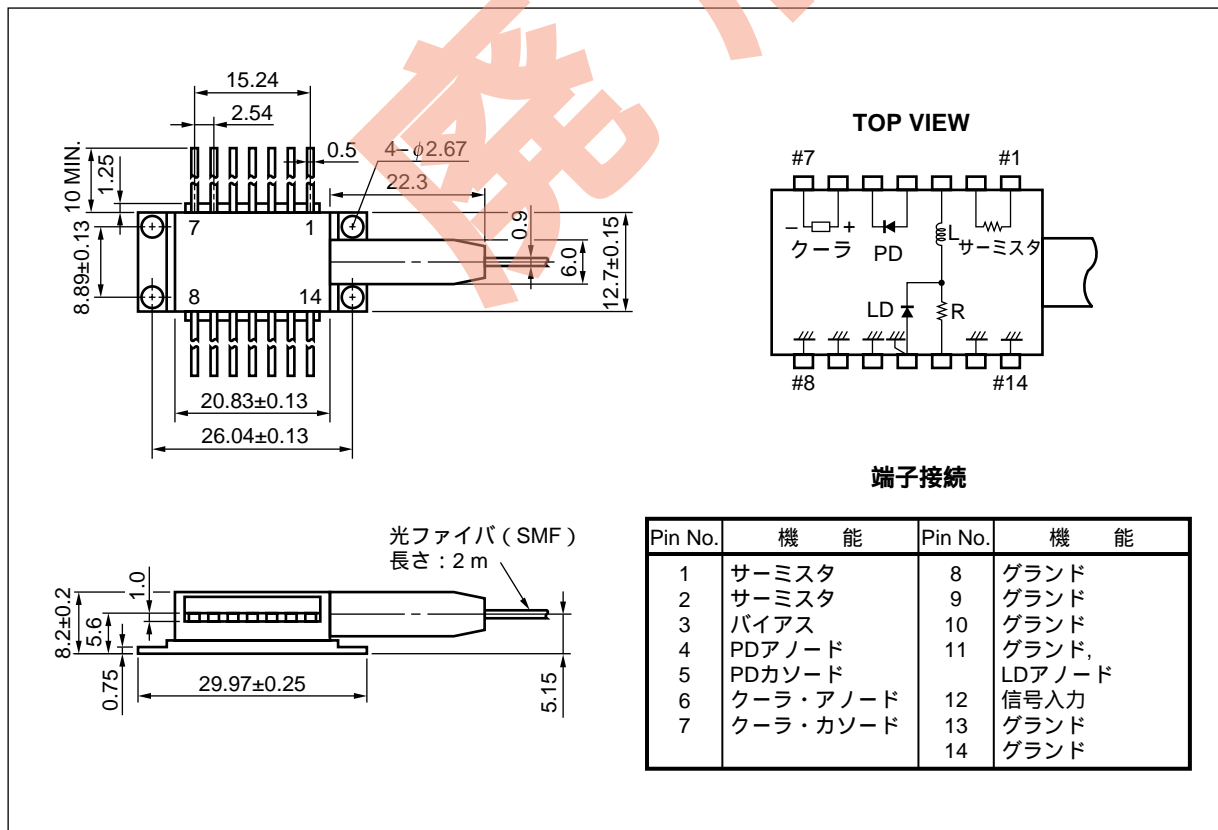 15.24
2.54
10 MIN.
1.25
0.5
4–φ2.67
22.3
7
1
8
14
8.89±0.13
0.9
6.0
12.7±0.15
20.83±0.13
26.04±0.13
TOP VIEW
#7
#1
–
+
クーラ
PD
L
サーミスタ
LD
R
#8
#14
光ファイバ(SMF)
長さ:2 m
8.2±0.2
5.6
1.0
0.75
29.97±0.25
5.15
端子接続
Pin No. 機 能 Pin No. 機 能
1 サーミスタ 8 グランド
2 サーミスタ 9 グランド
3 バイアス 10 グランド
4 PDアノード 11 グランド,
5 PDカソード LDアノード
6 クーラ・アノード 12 信号入力
7 クーラ・カソード 13 グランド
14 グランド